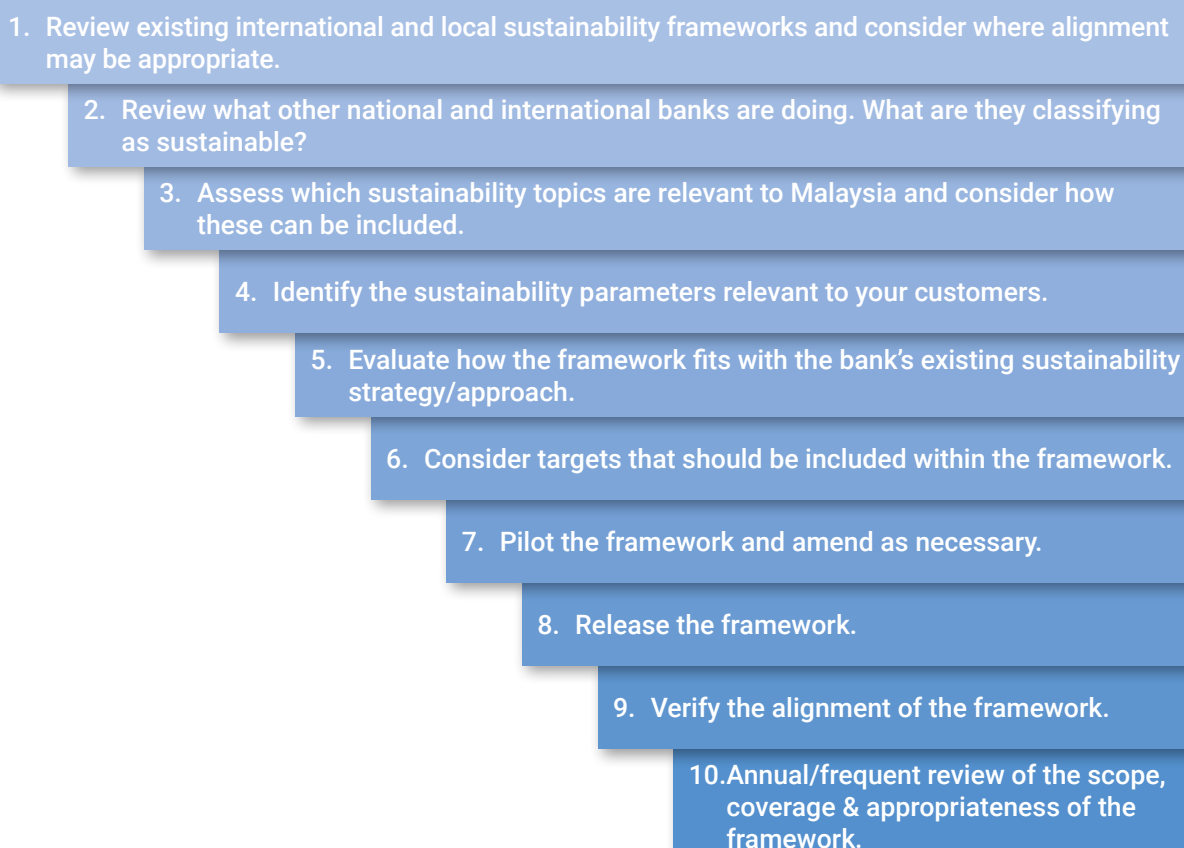 1. Review existing international and local sustainability frameworks and consider where alignment
may be appropriate.
2. Review what other national and international banks are doing. What are they classifying
as sustainable?
3. Assess which sustainability topics are relevant to Malaysia and consider how
these can be included.
4. Identify the sustainability parameters relevant to your customers.
5. Evaluate how the framework fits with the bank’s existing sustainability
strategy/approach.
6. Consider targets that should be included within the framework.
7. Pilot the framework and amend as necessary.
8. Release the framework.
9. Verify the alignment of the framework.
10.Annual/frequent review of the scope,
coverage & appropriateness of the
framework.